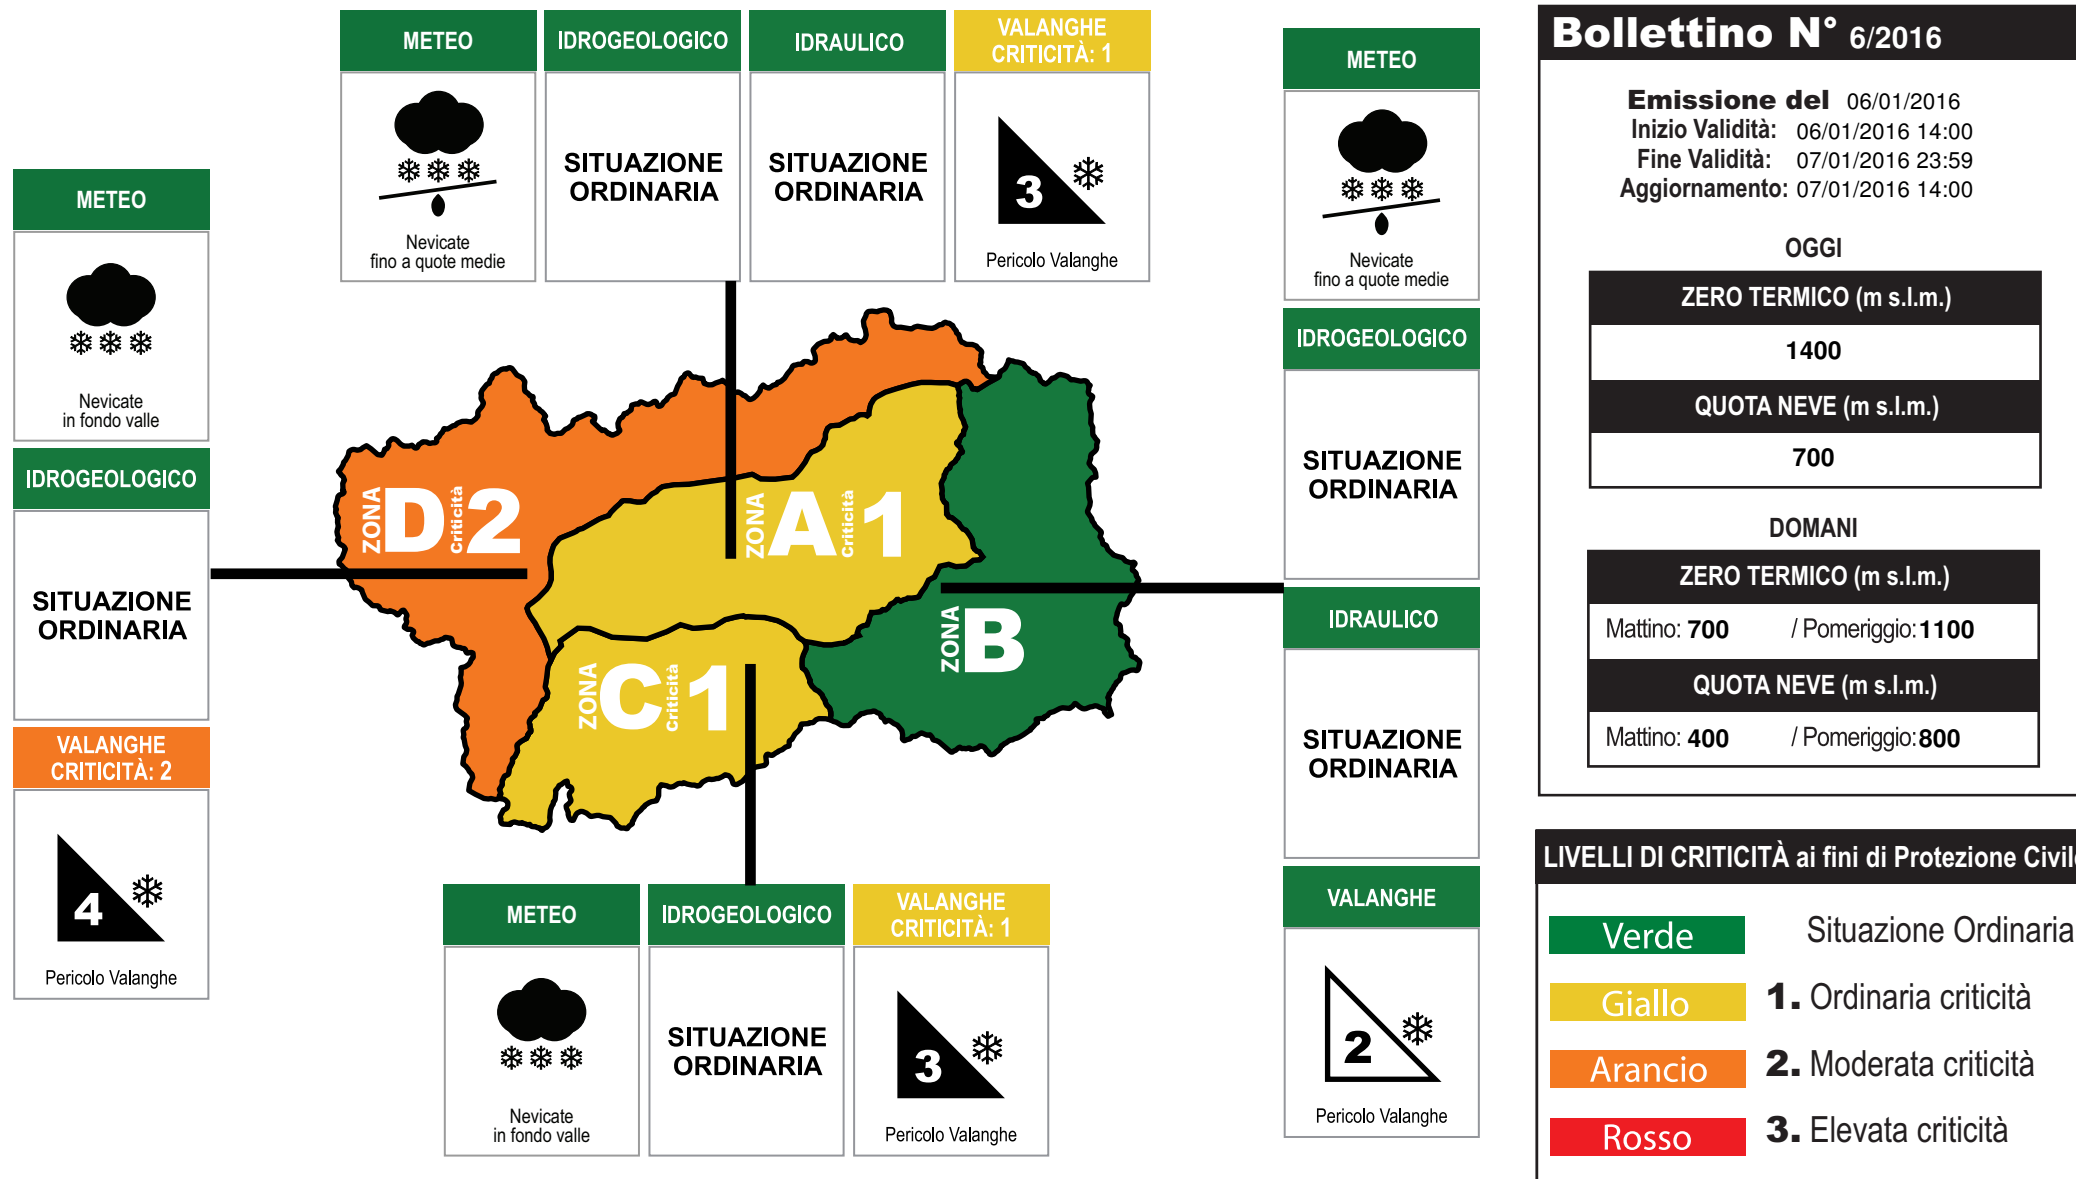 METEO
Nevicate
fino a quote medie
IDROGEOLOGICO
SITUAZIONE
ORDINARIA
IDRAULICO
SITUAZIONE
ORDINARIA
VALANGHE
CRITICITÀ: 1
3
Pericolo Valanghe
METEO
Nevicate
in fondo valle
IDROGEOLOGICO
SITUAZIONE
ORDINARIA
VALANGHE
CRITICITÀ: 2
4
Pericolo Valanghe
ZONA D Criticità 2
ZONA A Criticità 1
ZONA C Criticità 1
ZONA B
METEO
Nevicate
in fondo valle
IDROGEOLOGICO
SITUAZIONE
ORDINARIA
VALANGHE
CRITICITÀ: 1
3
Pericolo Valanghe
METEO
Nevicate
fino a quote medie
IDROGEOLOGICO
SITUAZIONE
ORDINARIA
IDRAULICO
SITUAZIONE
ORDINARIA
VALANGHE
2
Pericolo Valanghe
Bollettino N° 6/2016
Emissione del 06/01/2016
Inizio Validità: 06/01/2016 14:00
Fine Validità: 07/01/2016 23:59
Aggiornamento: 07/01/2016 14:00
OGGI
ZERO TERMICO (m s.l.m.)
1400
QUOTA NEVE (m s.l.m.)
700
DOMANI
ZERO TERMICO (m s.l.m.)
Mattino: 700 / Pomeriggio: 1100
QUOTA NEVE (m s.l.m.)
Mattino: 400 / Pomeriggio: 800
LIVELLI DI CRITICITÀ ai fini di Protezione Civile
Verde Situazione Ordinaria
Giallo 1. Ordinaria criticità
Arancio 2. Moderata criticità
Rosso 3. Elevata criticità